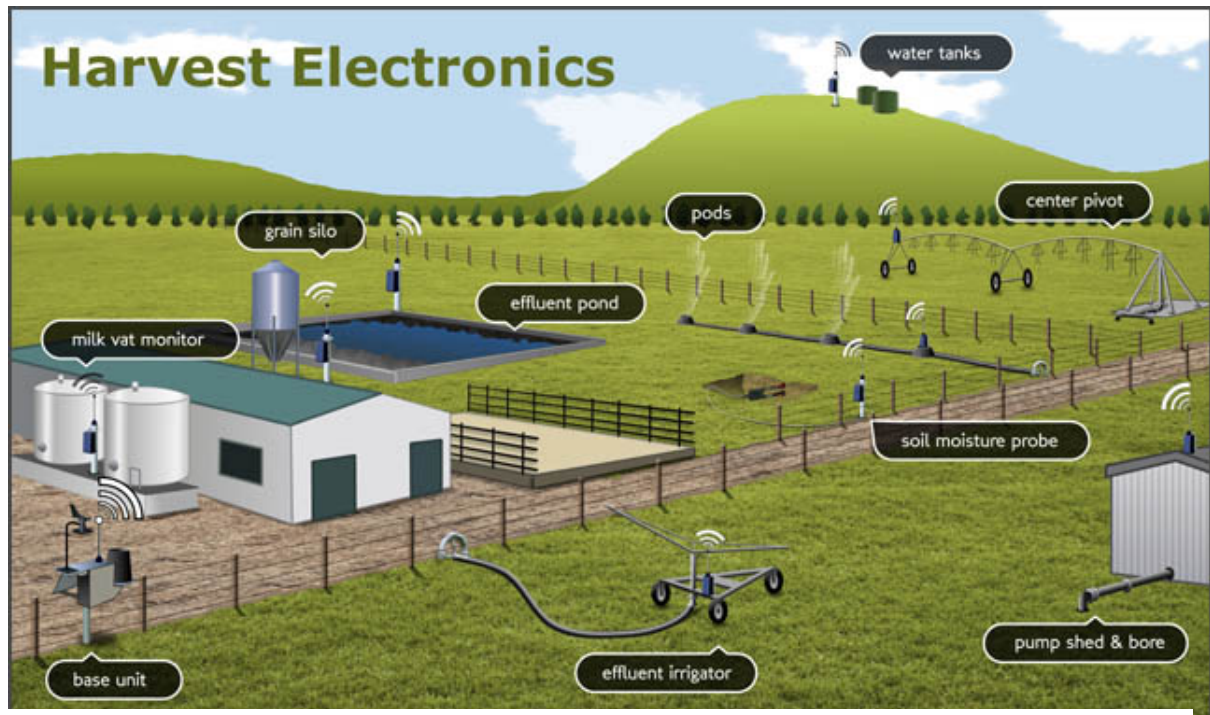 Harvest Electronics
water tanks
center pivot
pods
grain silo
effluent pond
milk vat monitor
soil moisture probe
pump shed & bore
effluent irrigator
base unit